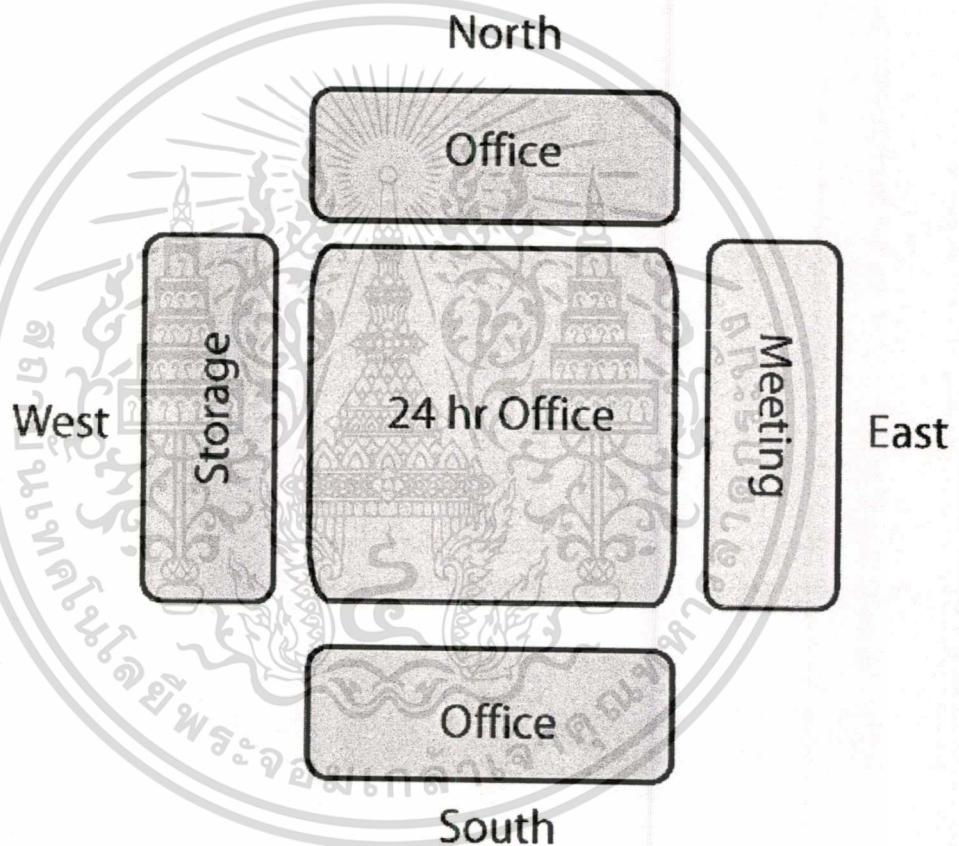 North
Office
West
Storage
24 hr Office
Meeting
East
Office
South